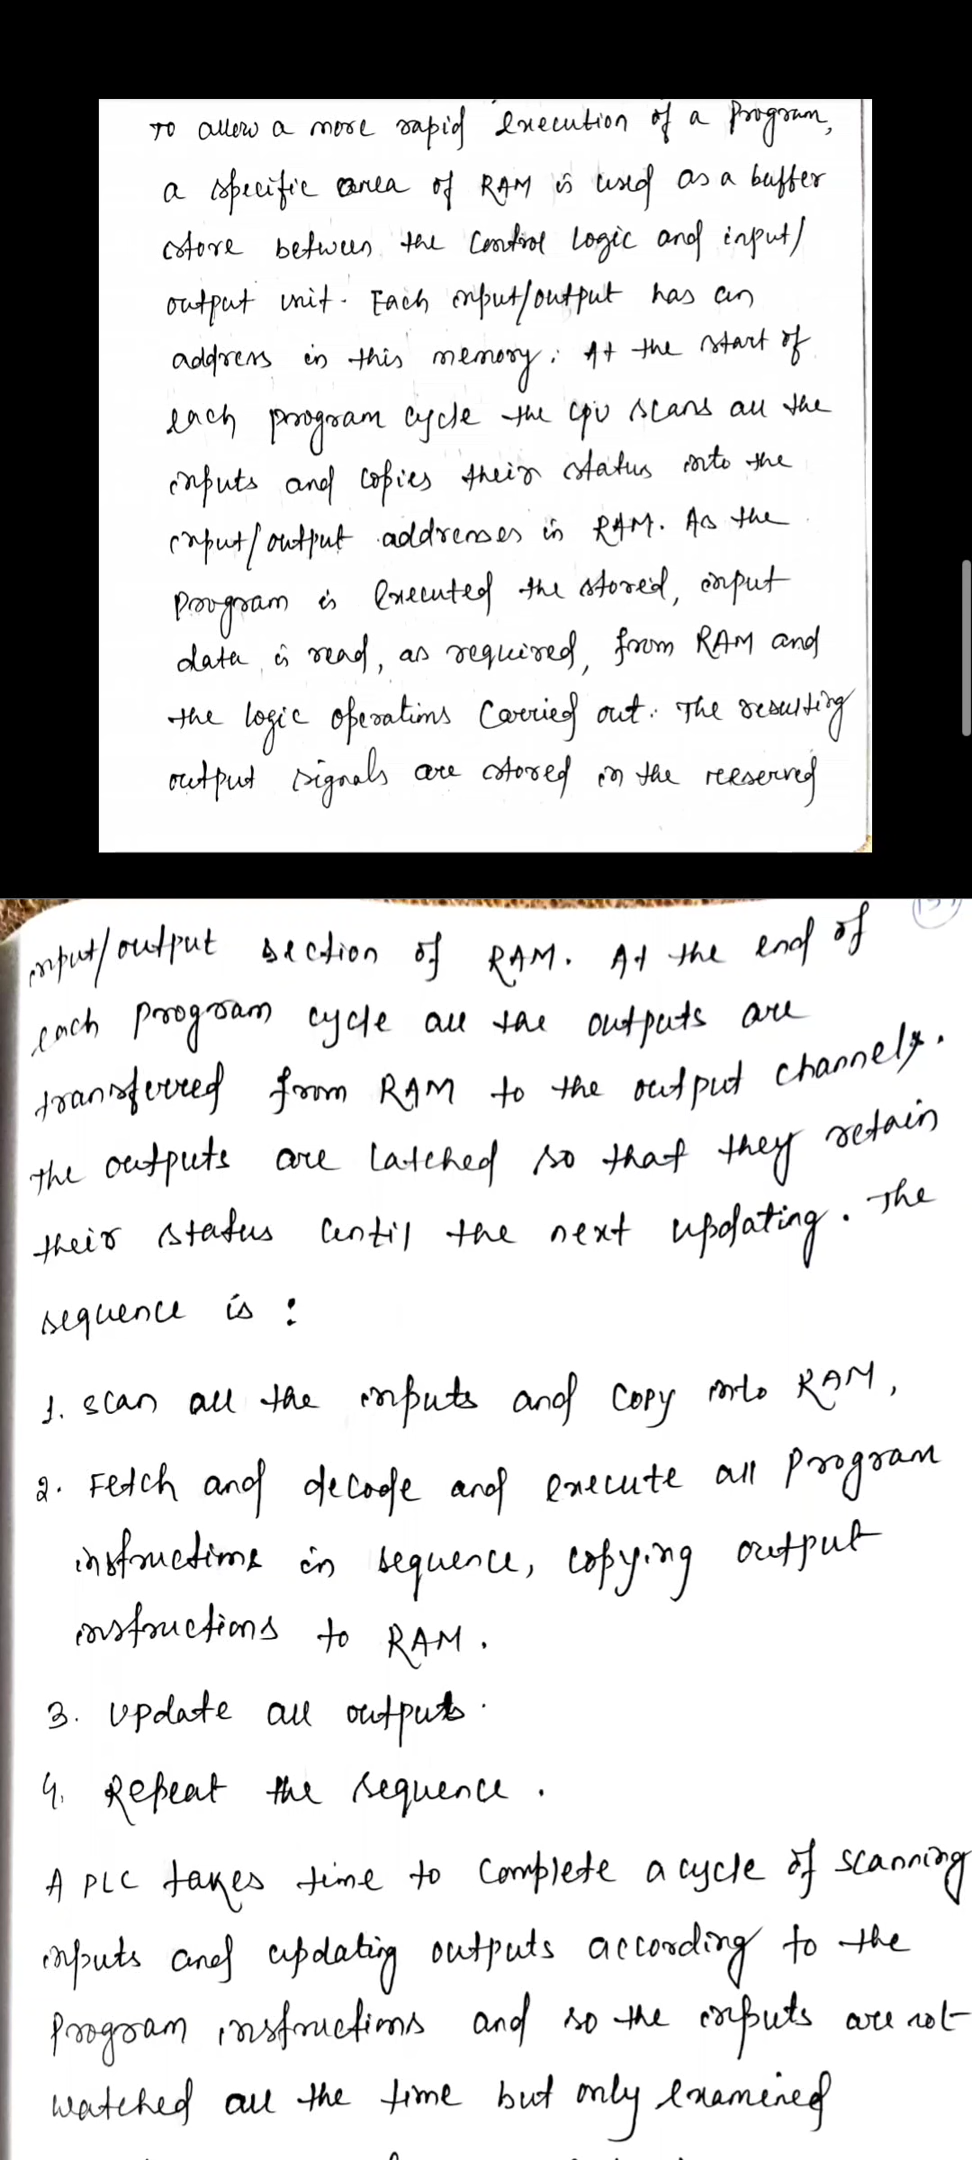 To allow a more rapid execution of a program,
a specific area of RAM is used as a buffer
store between the control logic and input/
output unit. Each input/output has an
address in this memory. At the start of
each program cycle the CPU scans all the
inputs and copies their status into the
input/output addresses in RAM. As the
program is executed the stored, input
data is read, as required, from RAM and
the logic operations carried out. The resulting
output signals are stored in the reeserved
input/output section of RAM. At the end of
each program cycle all the outputs are
transferred from RAM to the output channels.
The outputs are latched so that they retain
their status until the next updating. The
sequence is :
1. scan all the inputs and copy into RAM,
2. Fetch and decode and execute all program
instructions in sequence, copying output
instructions to RAM.
3. Update all outputs.
4. Repeat the sequence.
A PLC takes time to complete a cycle of scanning
inputs and updating outputs according to the
program instructions and so the inputs are not
watched all the time but only examined